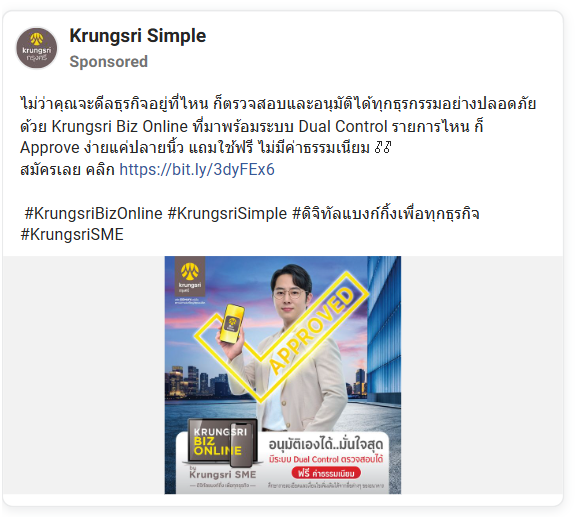 krungsri
กรุงศรี
Krungsri Simple
Sponsored
ไม่ว่าคุณจะดีลธุรกิจอยู่ที่ไหน ก็ตรวจสอบและอนุมัติได้ทุกธุรกรรมอย่างปลอดภัย
ด้วย Krungsri Biz Online ที่มาพร้อมระบบ Dual Control รายการไหน ก็
Approve ง่ายแค่ปลายนิ้ว แถมใช้ฟรี ไม่มีค่าธรรมเนียม
สมัครเลย คลิก https://bit.ly/3dyFEx6
#KrungsriBizOnline #KrungsriSimple #ดิจิทัลแบงก์กิ้งเพื่อทุกธุรกิจ
#KrungsriSME
krungsri
กรุงศรี
APPROVED
KRUNGSRI
BIZ
ONLINE
by
Krungsri SME
อนุมัติเองได้..มั่นใจสุด
มีระบบ Dual Control ตรวจสอบได้
ฟรี ค่าธรรมเนียม